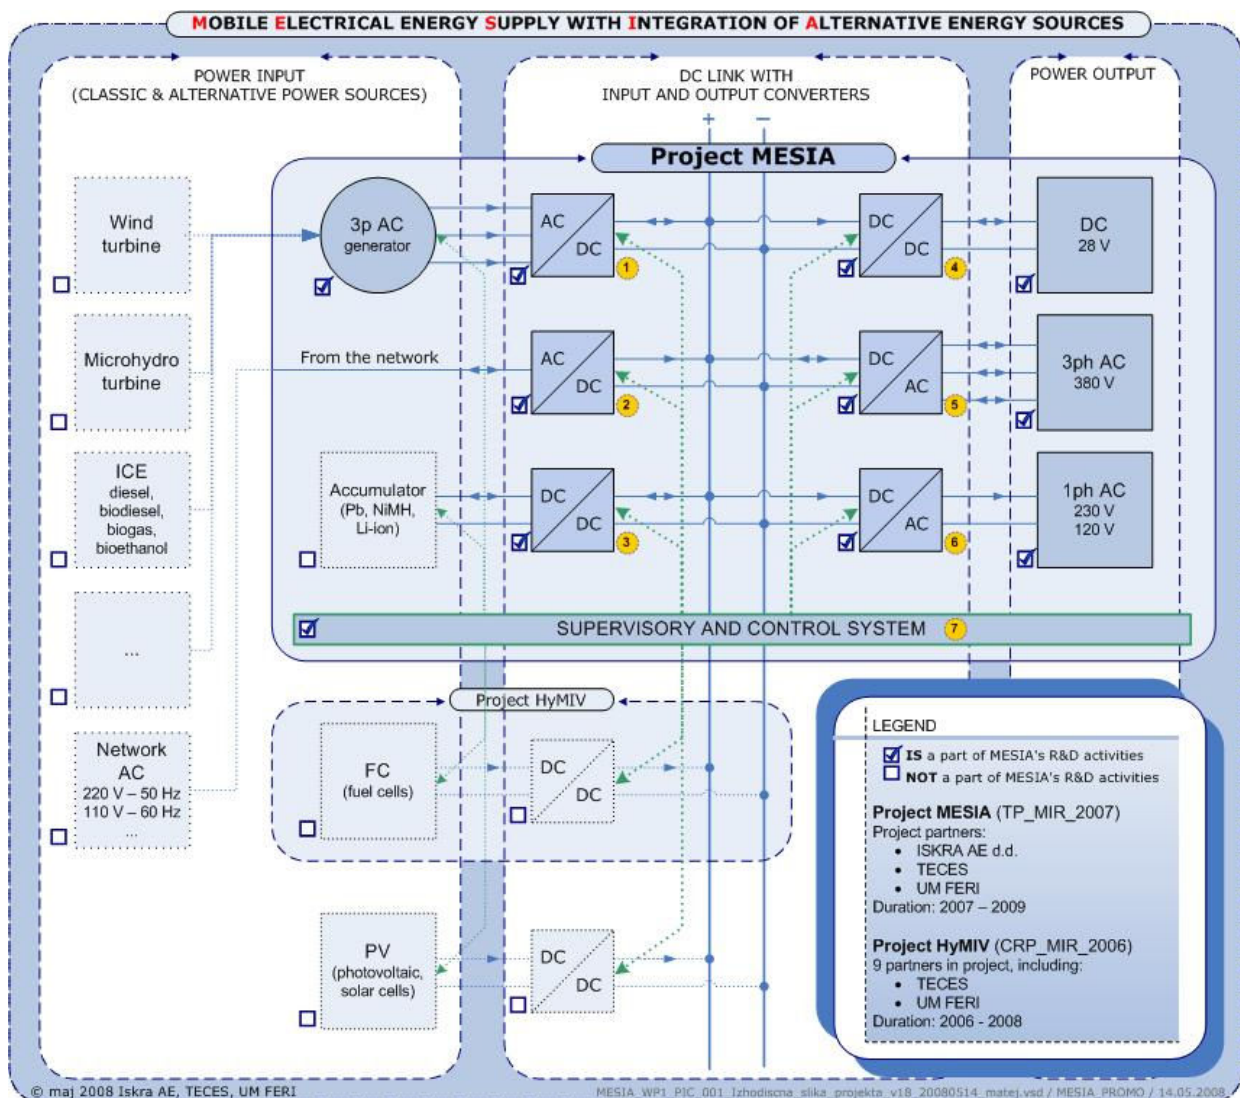 MOBILE ELECTRICAL ENERGY SUPPLY WITH INTEGRATION OF ALTERNATIVE ENERGY SOURCES
POWER INPUT
(CLASSIC & ALTERNATIVE POWER SOURCES)
DC LINK WITH
INPUT AND OUTPUT CONVERTERS
POWER OUTPUT
+
−
Project MESIA
Wind
turbine
3p AC
generator
AC
DC
1
DC
DC
4
DC
28 V
Microhydro
turbine
From the network
AC
DC
2
DC
AC
5
3ph AC
380 V
ICE
diesel,
biodiesel,
biogas,
bioethanol
Accumulator
(Pb, NiMH,
Li-ion)
DC
DC
3
DC
AC
6
1ph AC
230 V
120 V
...
SUPERVISORY AND CONTROL SYSTEM 7
Project HyMIV
Network
AC
220 V – 50 Hz
110 V – 60 Hz
...
FC
(fuel cells)
DC
DC
PV
(photovoltaic,
solar cells)
DC
DC
LEGEND
IS a part of MESIA's R&D activities
NOT a part of MESIA's R&D activities
Project MESIA (TP_MIR_2007)
Project partners:
• ISKRA AE d.d.
• TECES
• UM FERI
Duration: 2007 – 2009
Project HyMIV (CRP_MIR_2006)
9 partners in project, including:
• TECES
• UM FERI
Duration: 2006 - 2008
© maj 2008 Iskra AE, TECES, UM FERI
MESIA_WP1_PIC_001_Izhodiscna_slika_projekta_v18_20080514_matej.vsd / MESIA_PROMO / 14.05.2008